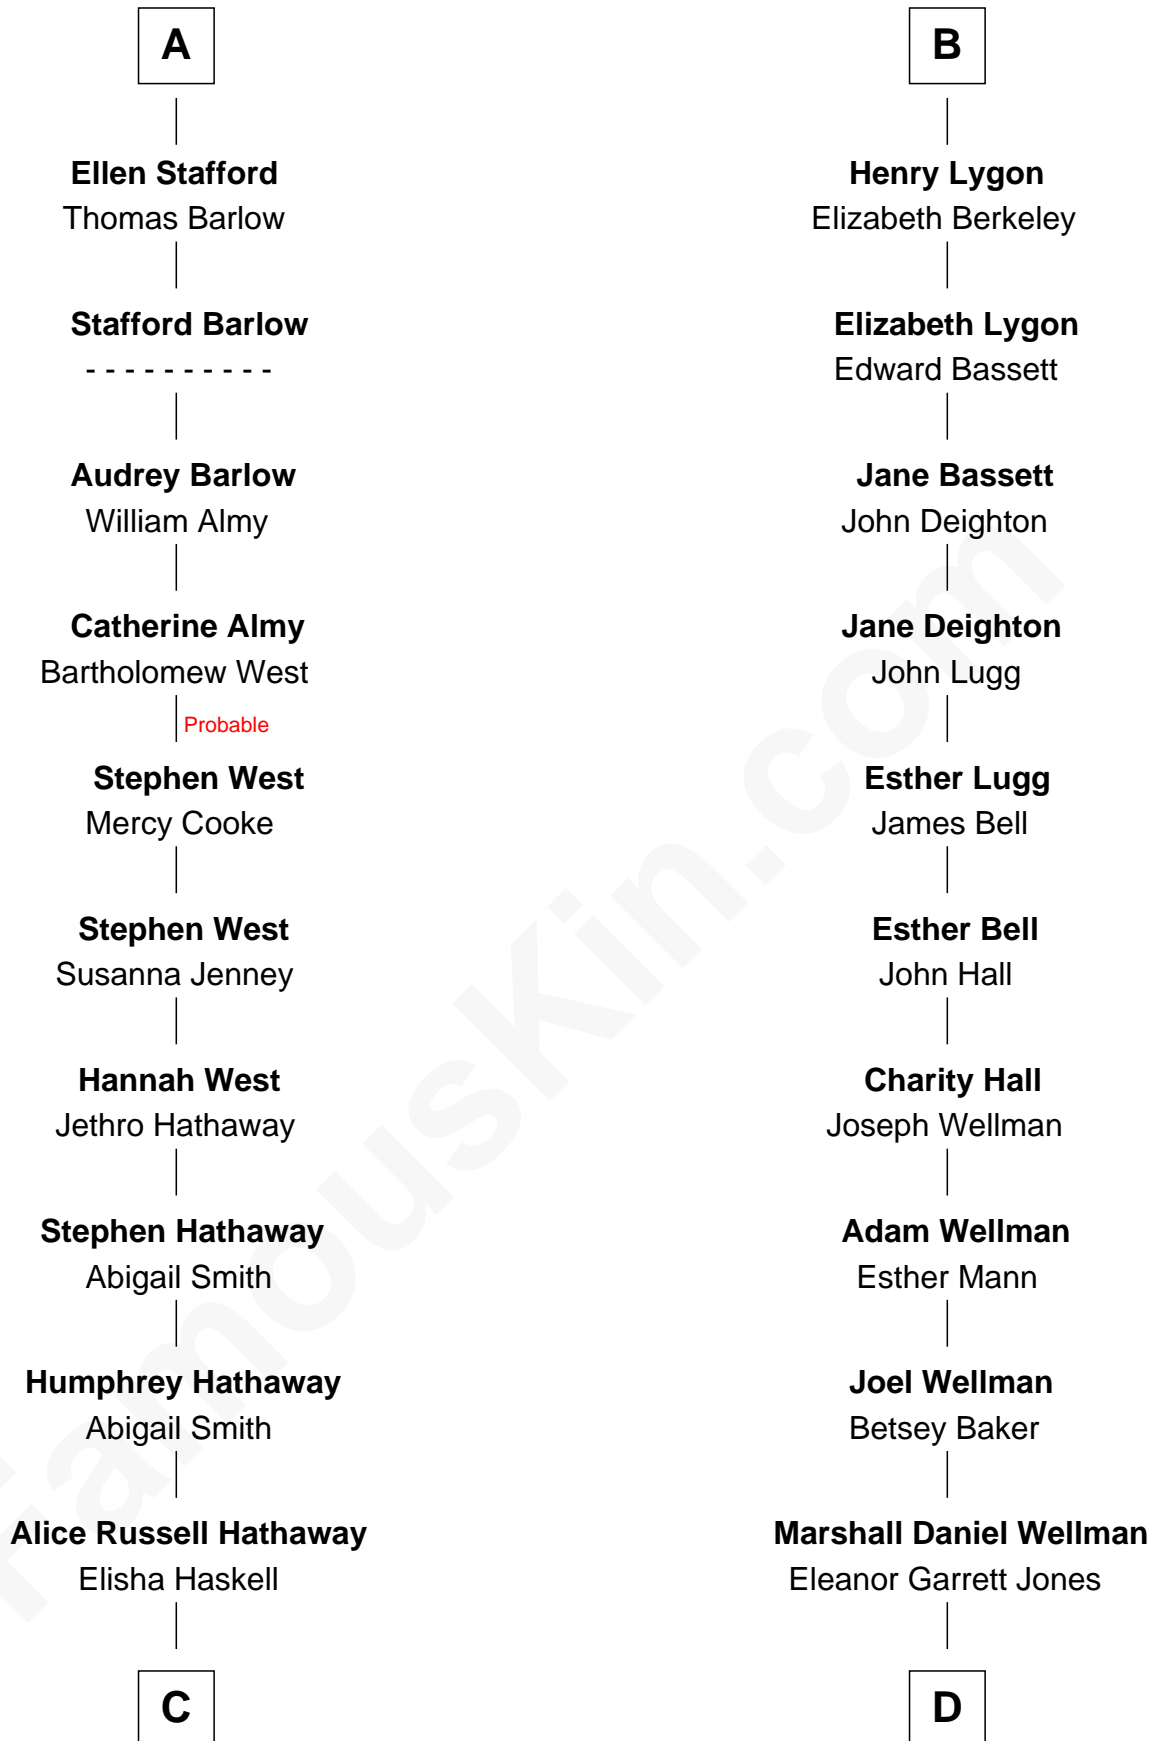 A
Ellen Stafford
Thomas Barlow
Stafford Barlow
- - - - - - - - - -
Audrey Barlow
William Almy
Catherine Almy
Bartholomew West
Probable
Stephen West
Mercy Cooke
Stephen West
Susanna Jenney
Hannah West
Jethro Hathaway
Stephen Hathaway
Abigail Smith
Humphrey Hathaway
Abigail Smith
Alice Russell Hathaway
Elisha Haskell
C
B
Henry Lygon
Elizabeth Berkeley
Elizabeth Lygon
Edward Bassett
Jane Bassett
John Deighton
Jane Deighton
John Lugg
Esther Lugg
James Bell
Esther Bell
John Hall
Charity Hall
Joseph Wellman
Adam Wellman
Esther Mann
Joel Wellman
Betsey Baker
Marshall Daniel Wellman
Eleanor Garrett Jones
D
FamousKin.com